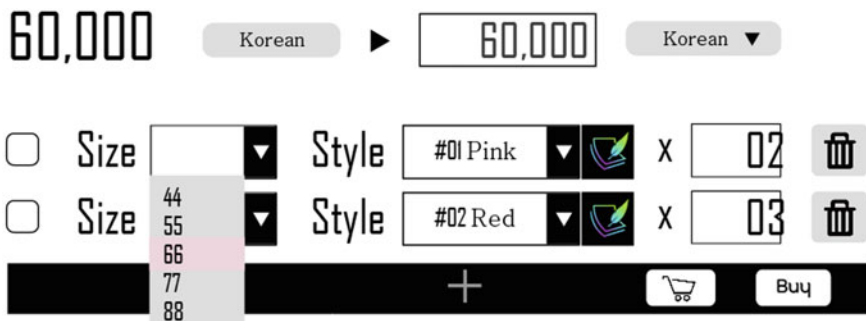 60,000 Korean ▶ 60,000 Korean ▼
Size ▼ Style #01 Pink ▼ X 02
44
Size ▼ Style #02 Red ▼ X 03
55
66
77
+ Buy
88